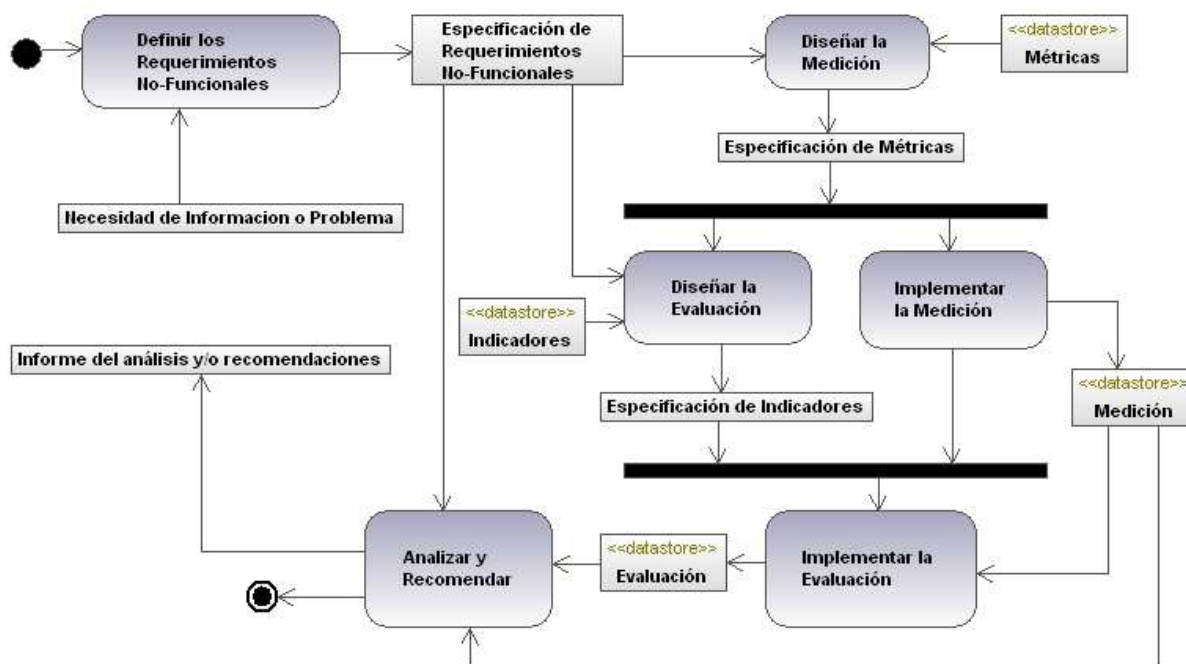 Definir los
Requerimientos
No-Funcionales
Especificación de
Requerimientos
No-Funcionales
Diseñar la
Medición
<<datastore>>
Métricas
Especificación de Métricas
Necesidad de Informacion o Problema
Diseñar la
Evaluación
Implementar
la Medición
<<datastore>>
Indicadores
Informe del análisis y/o recomendaciones
<<datastore>>
Medición
Especificación de Indicadores
Analizar y
Recomendar
<<datastore>>
Evaluación
Implementar la
Evaluación